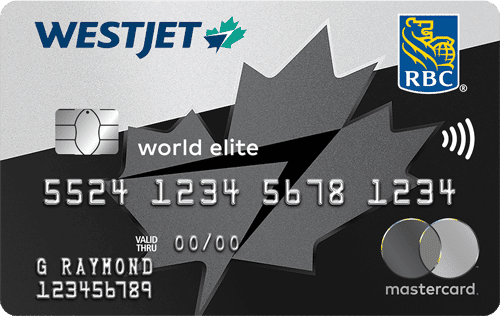 WESTJET
RBC®
world elite
5524 1234 5678 1234
VALID THRU 00/00
G RAYMOND
123456789
mastercard.